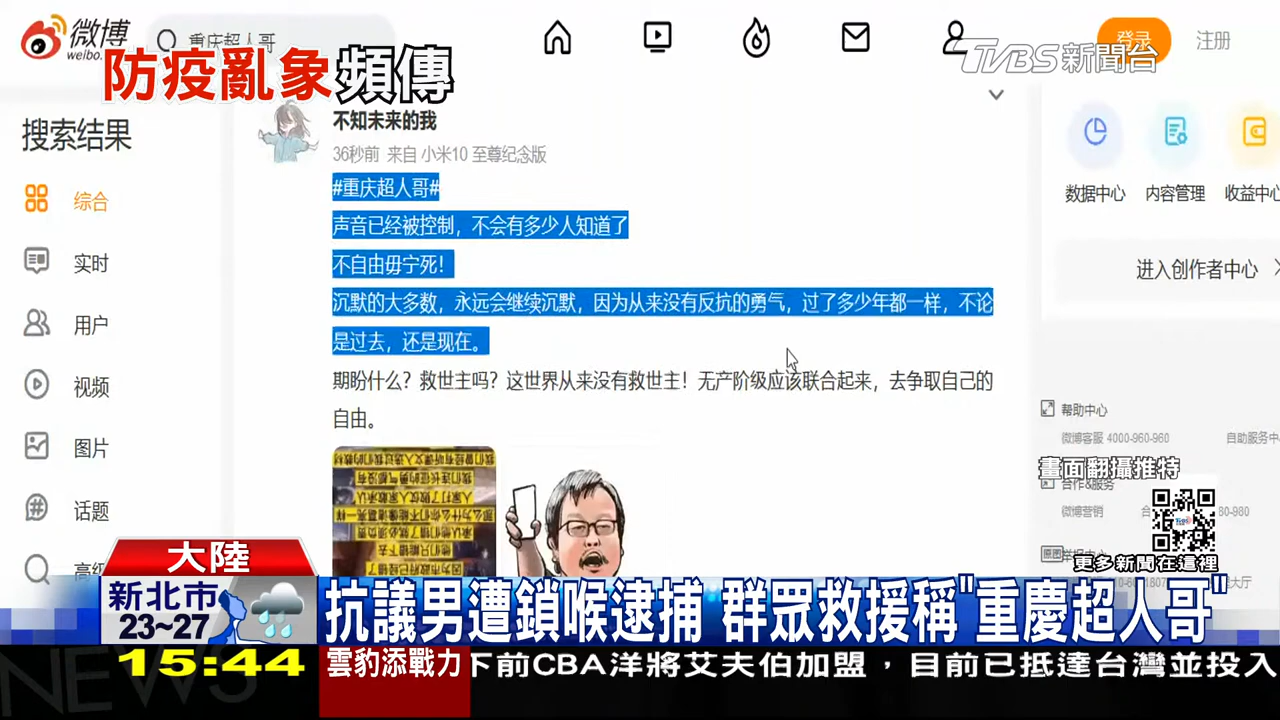 微博
weibo.
重庆超人哥
登录
注册
TVBS新聞台
防疫亂象頻傳
搜索结果
综合
实时
用户
视频
图片
话题
不知未来的我
36秒前 来自 小米10 至尊纪念版
#重庆超人哥#
声音已经被控制，不会有多少人知道了
不自由毋宁死！
沉默的大多数，永远会继续沉默，因为从来没有反抗的勇气，过了多少年都一样，不论
是过去，还是现在。
期盼什么？救世主吗？这世界从来没有救世主！无产阶级应该联合起来，去争取自己的
自由。
数据中心
内容管理
收益中心
进入创作者中心
帮助中心
微博客服 4000-960-960
自助服务中心
畫面翻攝推特
合作&服务
微博营销
80-980
更多新聞在這裡
大陸
新北市
23~27
抗議男遭鎖喉逮捕 群眾救援稱"重慶超人哥"
15:44
雲豹添戰力
下前CBA洋將艾夫伯加盟，目前已抵達台灣並投入
NEWS